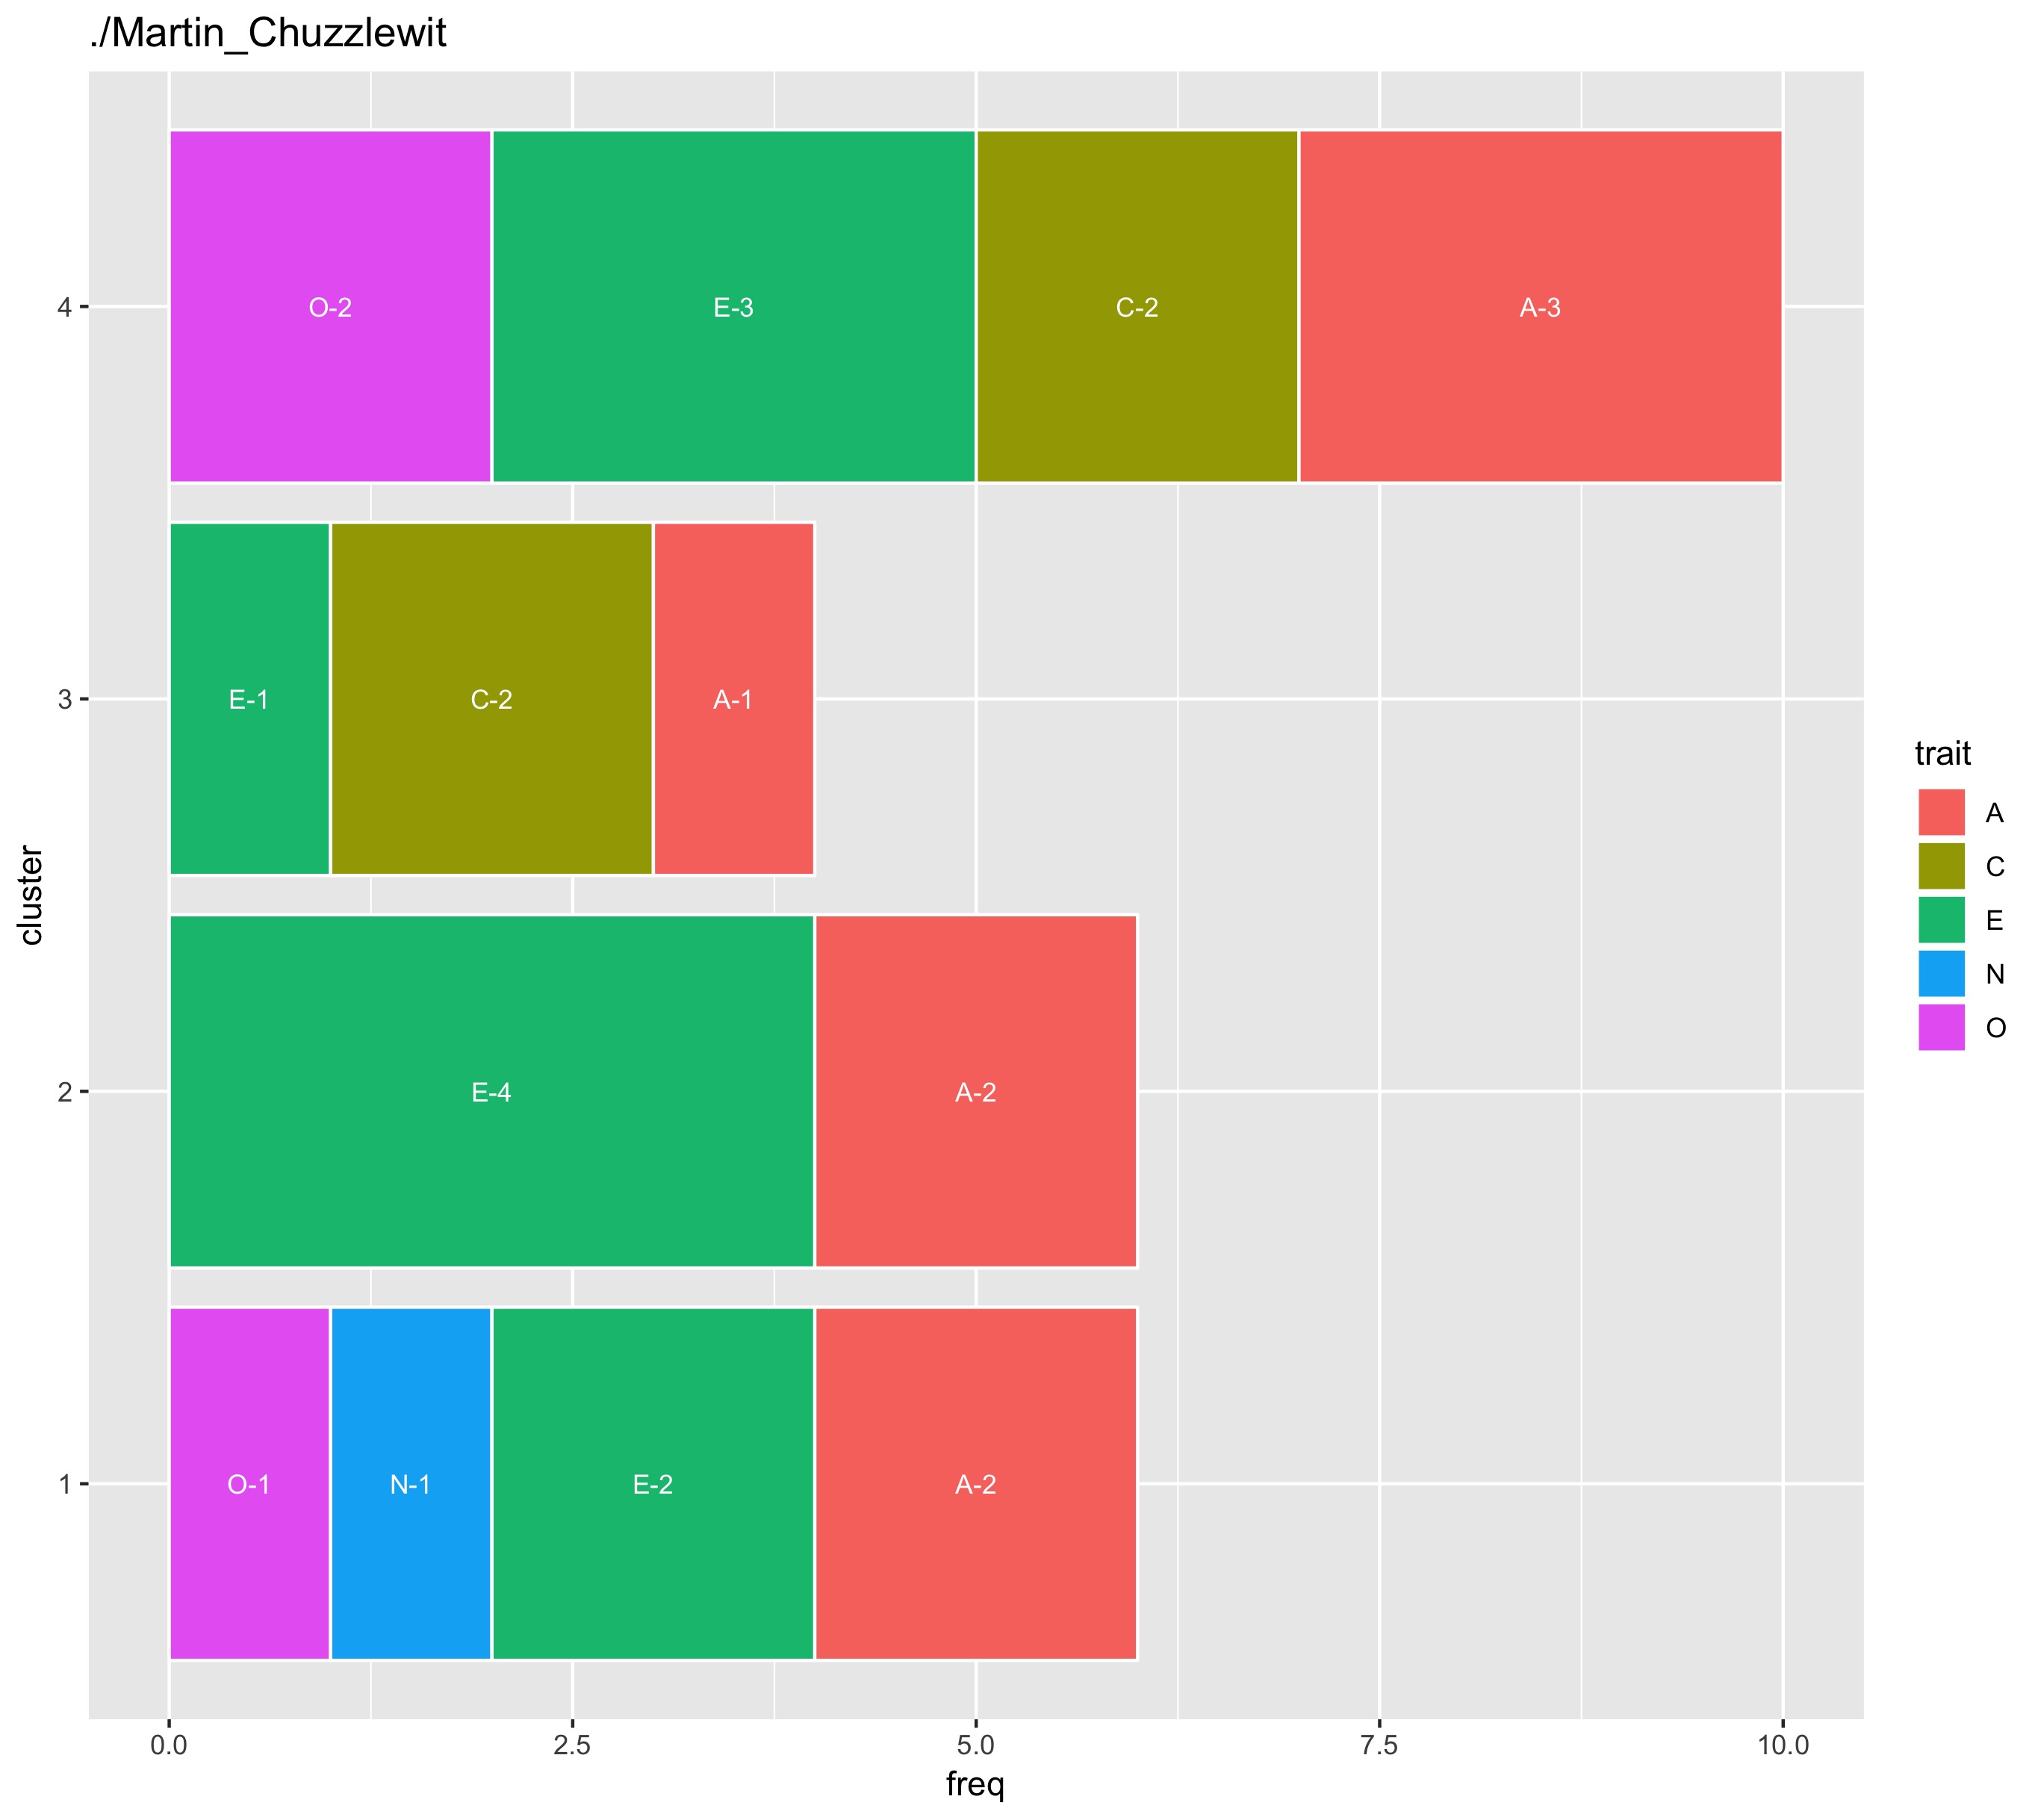 ./Martin_Chuzzlewit
4
O-2 E-3 C-2 A-3
3
E-1 C-2 A-1
2
E-4 A-2
1
O-1 N-1 E-2 A-2
cluster
0.0 2.5 5.0 7.5 10.0
freq
trait
A
C
E
N
O